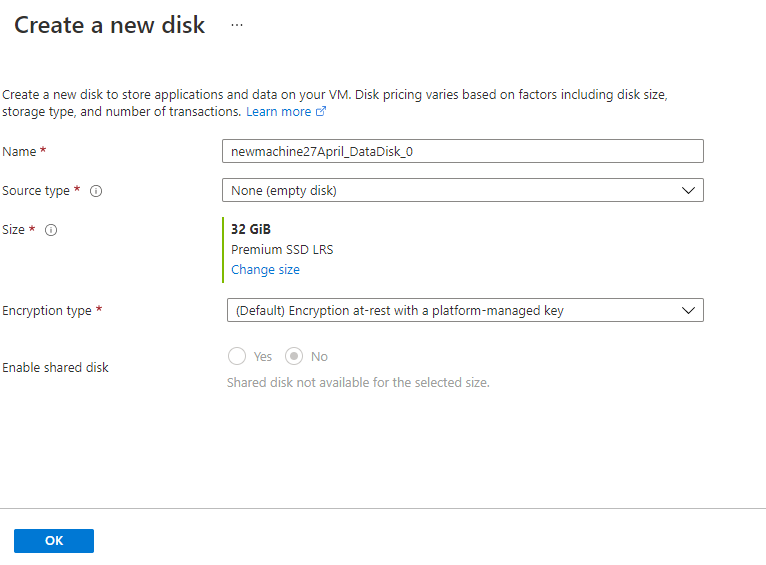 Create a new disk ...
Create a new disk to store applications and data on your VM. Disk pricing varies based on factors including disk size,
storage type, and number of transactions. Learn more
Name *
newmachine27April_DataDisk_0
Source type *
None (empty disk)
Size *
32 GiB
Premium SSD LRS
Change size
Encryption type *
(Default) Encryption at-rest with a platform-managed key
Enable shared disk
Yes No
Shared disk not available for the selected size.
OK